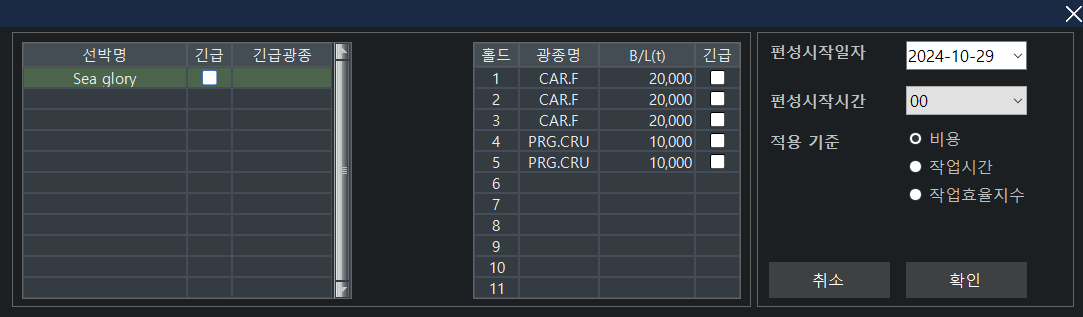 선박명 긴급 긴급광종
Sea glory
홀드 광종명 B/L(t) 긴급
1 CAR.F 20,000
2 CAR.F 20,000
3 CAR.F 20,000
4 PRG.CRU 10,000
5 PRG.CRU 10,000
6
7
8
9
10
11
편성시작일자 2024-10-29
편성시작시간 00
적용 기준 비용
작업시간
작업효율지수
취소 확인